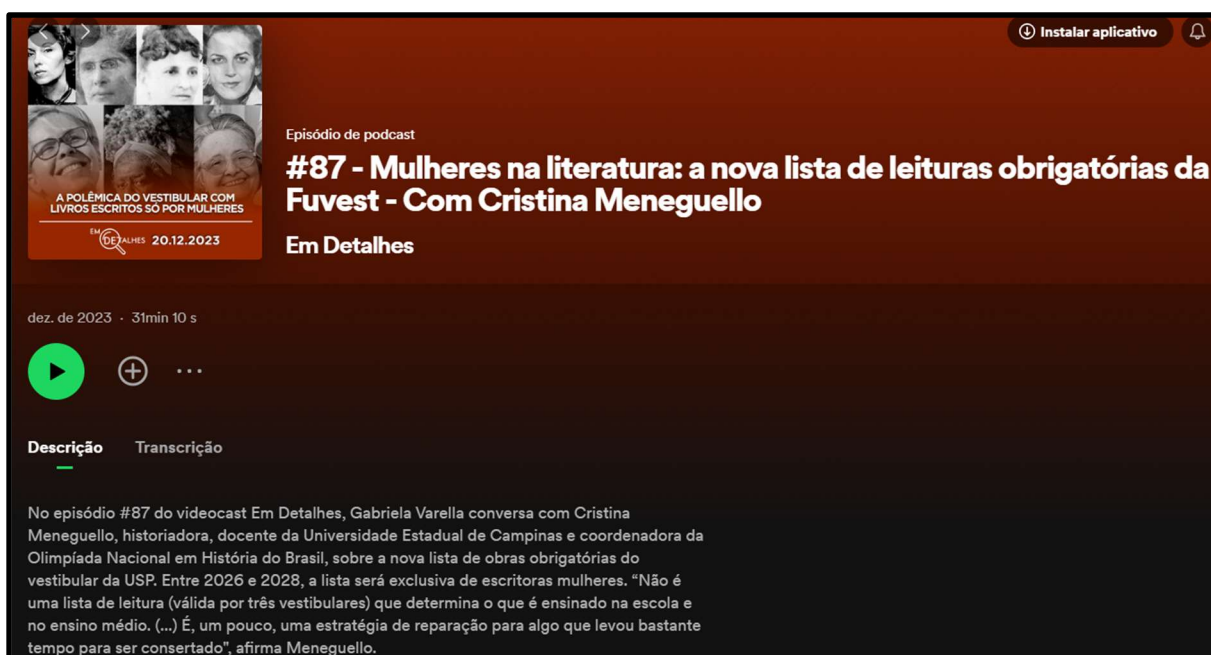 Instalar aplicativo
A POLÊMICA DO VESTIBULAR COM
LIVROS ESCRITOS SÓ POR MULHERES
EM DETALHES 20.12.2023
Episódio de podcast
#87 - Mulheres na literatura: a nova lista de leituras obrigatórias da
Fuvest - Com Cristina Meneguello
Em Detalhes
dez. de 2023 · 31min 10 s
Descrição Transcrição
No episódio #87 do videocast Em Detalhes, Gabriela Varella conversa com Cristina
Meneguello, historiadora, docente da Universidade Estadual de Campinas e coordenadora da
Olimpíada Nacional em História do Brasil, sobre a nova lista de obras obrigatórias do
vestibular da USP. Entre 2026 e 2028, a lista será exclusiva de escritoras mulheres. “Não é
uma lista de leitura (válida por três vestibulares) que determina o que é ensinado na escola e
no ensino médio. (...) É, um pouco, uma estratégia de reparação para algo que levou bastante
tempo para ser consertado", afirma Meneguello.